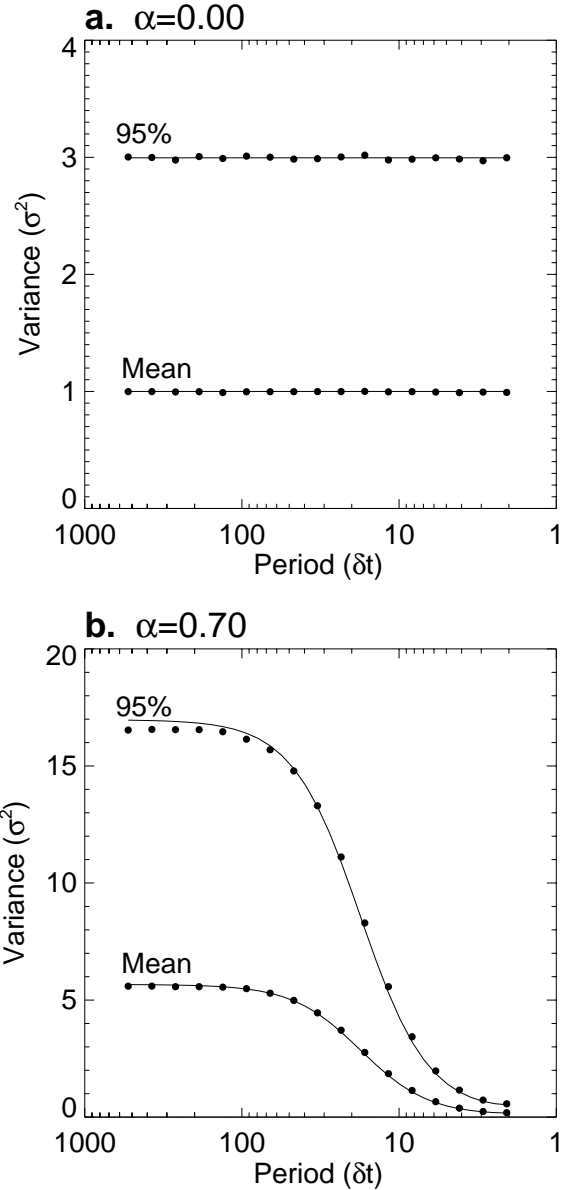 a. α=0.00
4
95%
3
Variance (σ²)
2
Mean
1
0
1000 100 10 1
Period (δt)
b. α=0.70
20
95%
15
Variance (σ²)
10
Mean
5
0
1000 100 10 1
Period (δt)